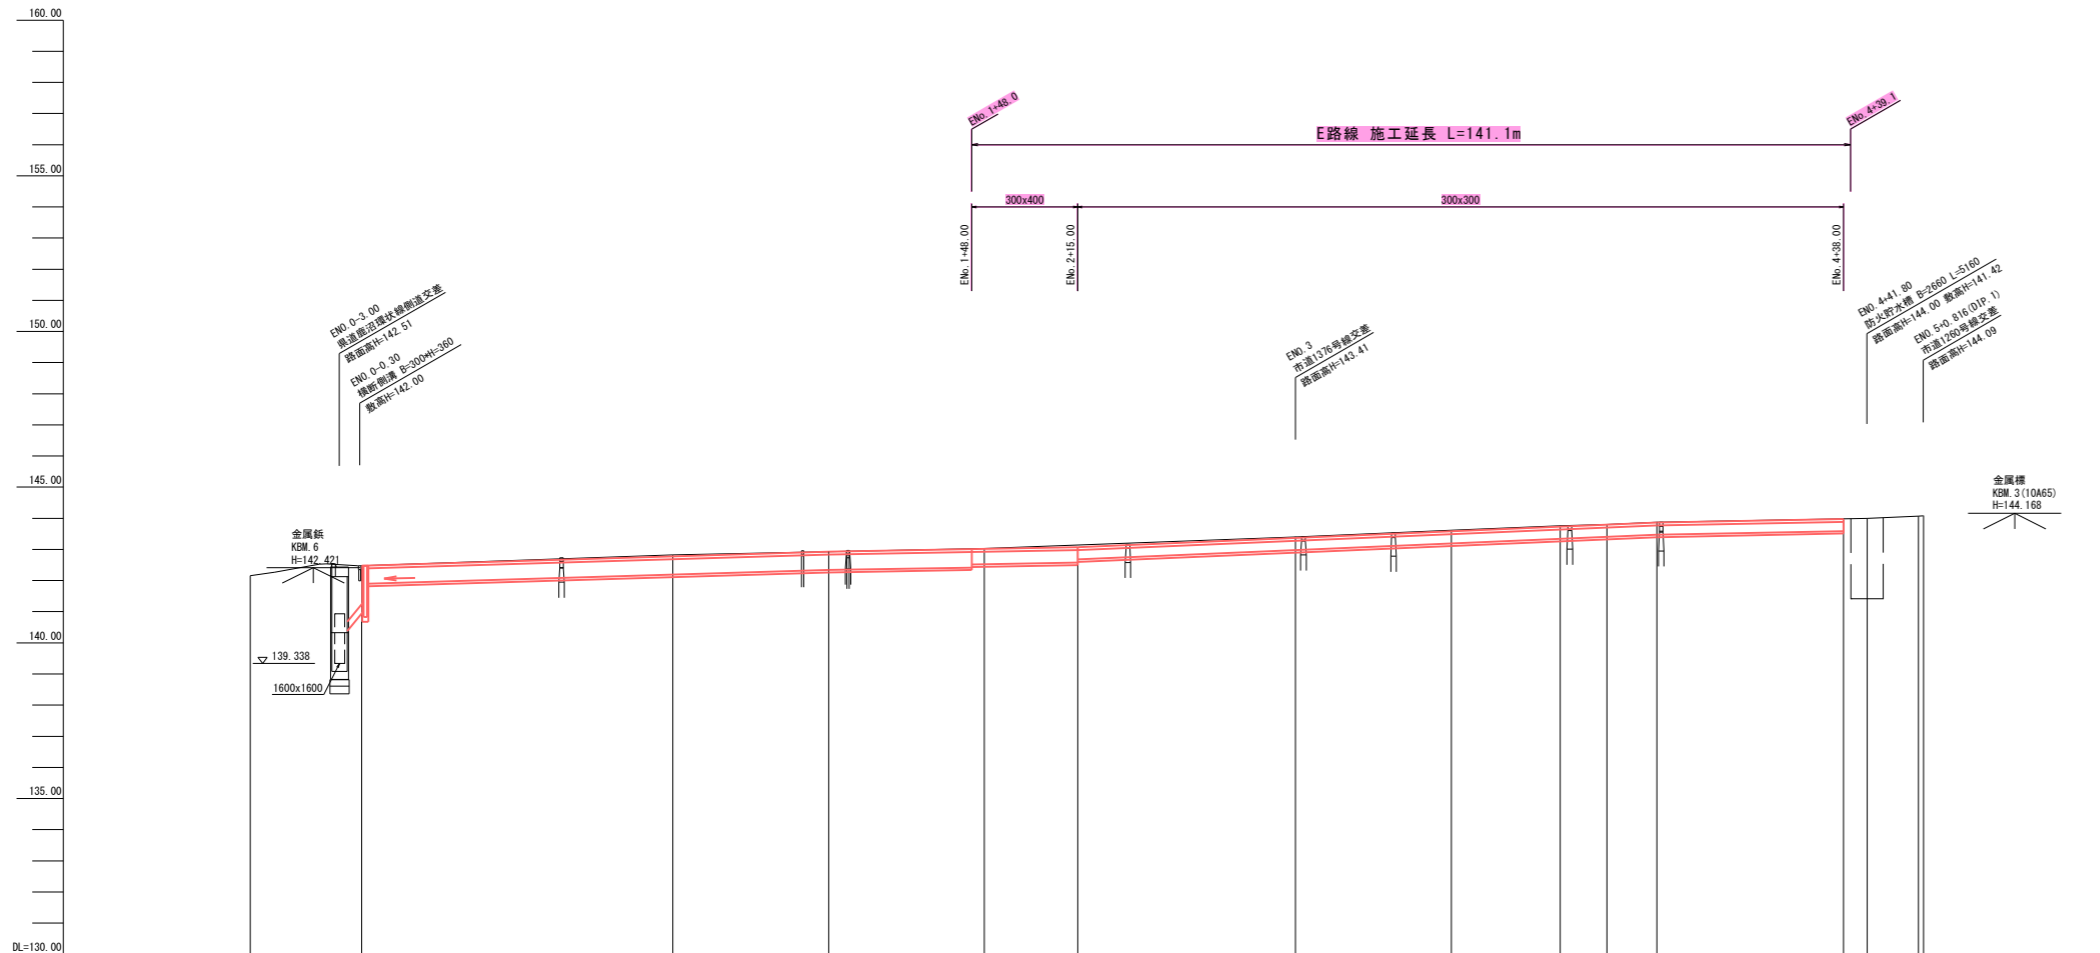 160.00
155.00
150.00
145.00
140.00
135.00
DL=130.00
ENo.1+48.0
E路線 施工延長 L=141.1m
ENo.4+39.1
300x400
300x300
ENo.1+48.00
ENo.2+15.00
ENo.4+38.00
ENO.0-3.00
県道鹿沼環状線側道交差
路面高H=142.51
ENO.0-0.30
横断側溝 B=300*H=360
敷高H=142.00
ENO.3
市道1376号線交差
路面高H=143.41
ENO.4+41.80
防火貯水槽 B=2660 L=5160
路面高H=144.00 敷高H=141.42
ENO.5+0.816(DIP.1)
市道1260号線交差
路面高H=144.09
金属鋲
KBM.6
H=142.421
金属標
KBM.3(10A65)
H=144.168
139.338
1600x1600